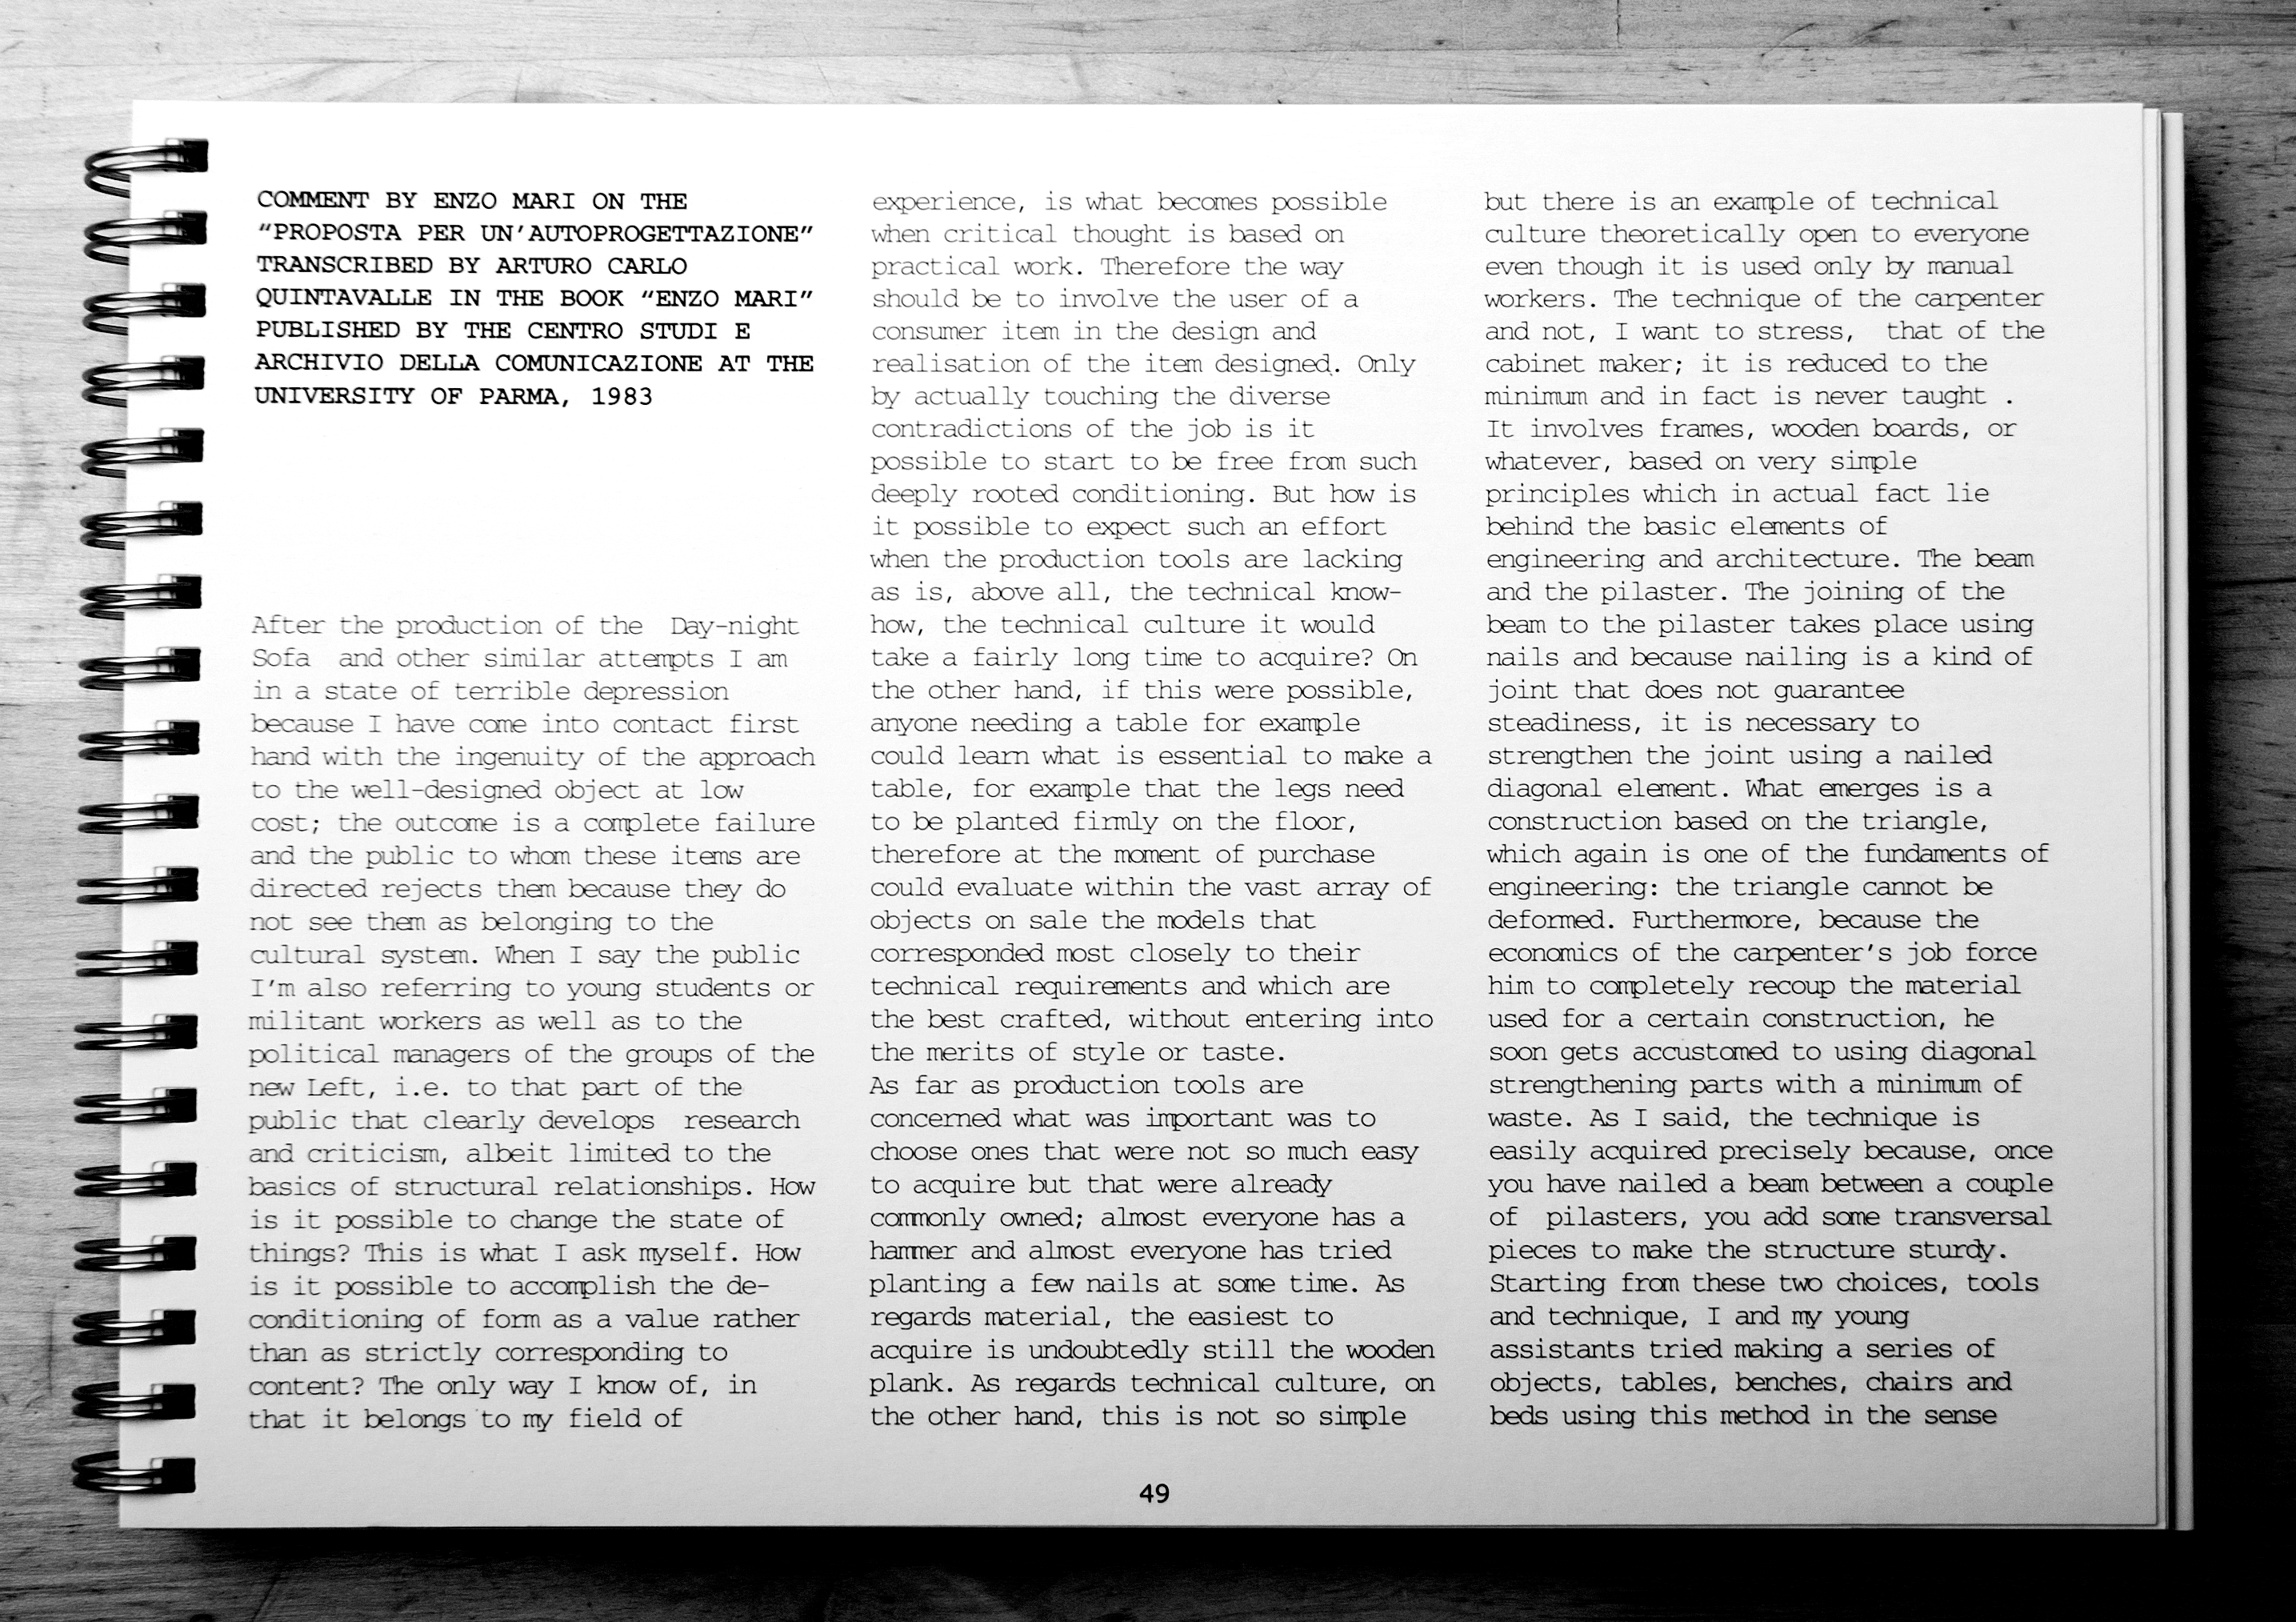 COMMENT BY ENZO MARI ON THE
“PROPOSTA PER UN’AUTOPROGETTAZIONE”
TRANSCRIBED BY ARTURO CARLO
QUINTAVALLE IN THE BOOK “ENZO MARI”
PUBLISHED BY THE CENTRO STUDI E
ARCHIVIO DELLA COMUNICAZIONE AT THE
UNIVERSITY OF PARMA, 1983
After the production of the  Day-night
Sofa  and other similar attempts I am
in a state of terrible depression
because I have come into contact first
hand with the ingenuity of the approach
to the well-designed object at low
cost; the outcome is a complete failure
and the public to whom these items are
directed rejects them because they do
not see them as belonging to the
cultural system. When I say the public
I’m also referring to young students or
militant workers as well as to the
political managers of the groups of the
new Left, i.e. to that part of the
public that clearly develops  research
and criticism, albeit limited to the
basics of structural relationships. How
is it possible to change the state of
things? This is what I ask myself. How
is it possible to accomplish the de-
conditioning of form as a value rather
than as strictly corresponding to
content? The only way I know of, in
that it belongs to my field of
experience, is what becomes possible
when critical thought is based on
practical work. Therefore the way
should be to involve the user of a
consumer item in the design and
realisation of the item designed. Only
by actually touching the diverse
contradictions of the job is it
possible to start to be free from such
deeply rooted conditioning. But how is
it possible to expect such an effort
when the production tools are lacking
as is, above all, the technical know-
how, the technical culture it would
take a fairly long time to acquire? On
the other hand, if this were possible,
anyone needing a table for example
could learn what is essential to make a
table, for example that the legs need
to be planted firmly on the floor,
therefore at the moment of purchase
could evaluate within the vast array of
objects on sale the models that
corresponded most closely to their
technical requirements and which are
the best crafted, without entering into
the merits of style or taste.
As far as production tools are
concerned what was important was to
choose ones that were not so much easy
to acquire but that were already
commonly owned; almost everyone has a
hammer and almost everyone has tried
planting a few nails at some time. As
regards material, the easiest to
acquire is undoubtedly still the wooden
plank. As regards technical culture, on
the other hand, this is not so simple
but there is an example of technical
culture theoretically open to everyone
even though it is used only by manual
workers. The technique of the carpenter
and not, I want to stress,  that of the
cabinet maker; it is reduced to the
minimum and in fact is never taught .
It involves frames, wooden boards, or
whatever, based on very simple
principles which in actual fact lie
behind the basic elements of
engineering and architecture. The beam
and the pilaster. The joining of the
beam to the pilaster takes place using
nails and because nailing is a kind of
joint that does not guarantee
steadiness, it is necessary to
strengthen the joint using a nailed
diagonal element. What emerges is a
construction based on the triangle,
which again is one of the fundaments of
engineering: the triangle cannot be
deformed. Furthermore, because the
economics of the carpenter’s job force
him to completely recoup the material
used for a certain construction, he
soon gets accustomed to using diagonal
strengthening parts with a minimum of
waste. As I said, the technique is
easily acquired precisely because, once
you have nailed a beam between a couple
of  pilasters, you add some transversal
pieces to make the structure sturdy.
Starting from these two choices, tools
and technique, I and my young
assistants tried making a series of
objects, tables, benches, chairs and
beds using this method in the sense
49